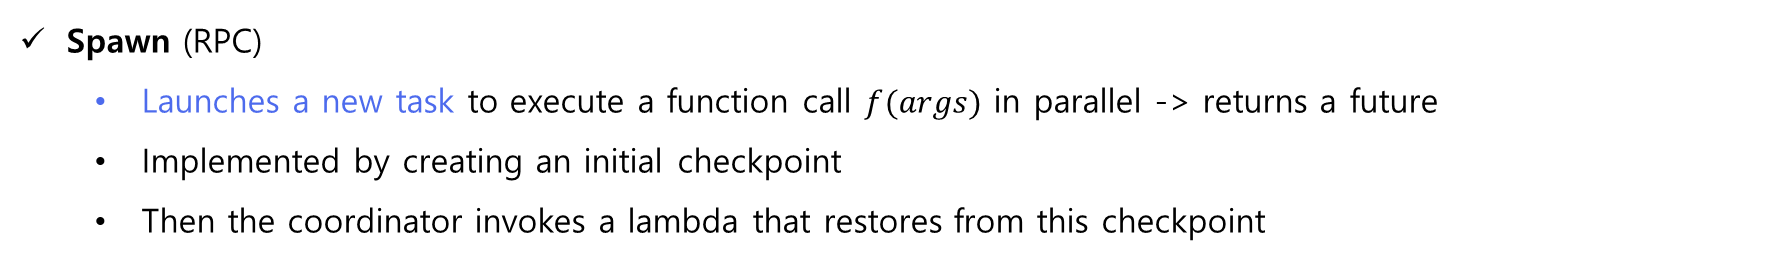 ✓ Spawn (RPC)
• Launches a new task to execute a function call f(args) in parallel -> returns a future
• Implemented by creating an initial checkpoint
• Then the coordinator invokes a lambda that restores from this checkpoint